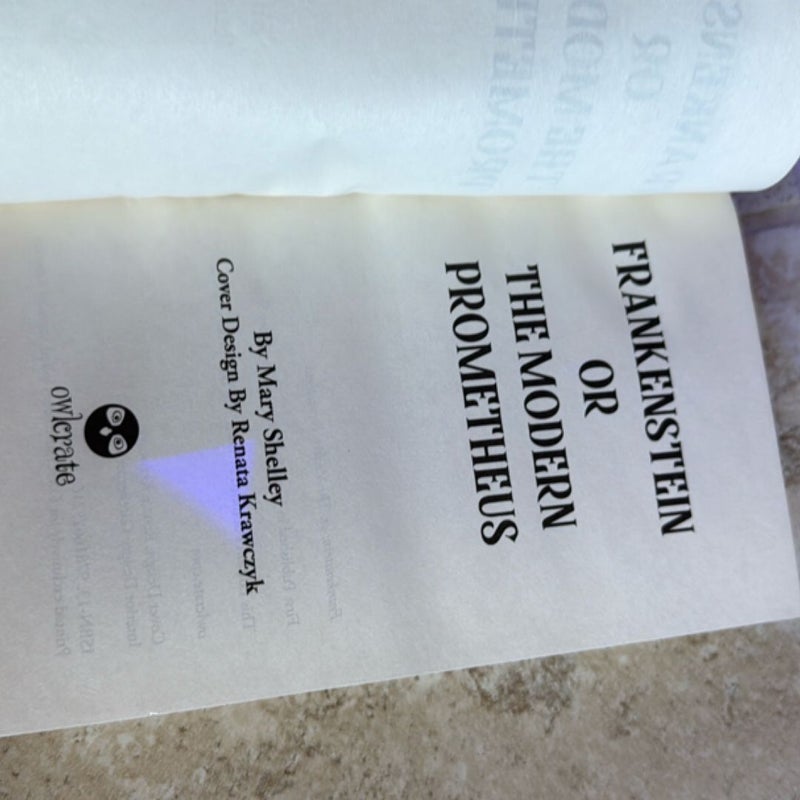 FRANKENSTEIN
OR
THE MODERN
PROMETHEUS
By Mary Shelley
Cover Design By Renata Krawczyk
owlcrate